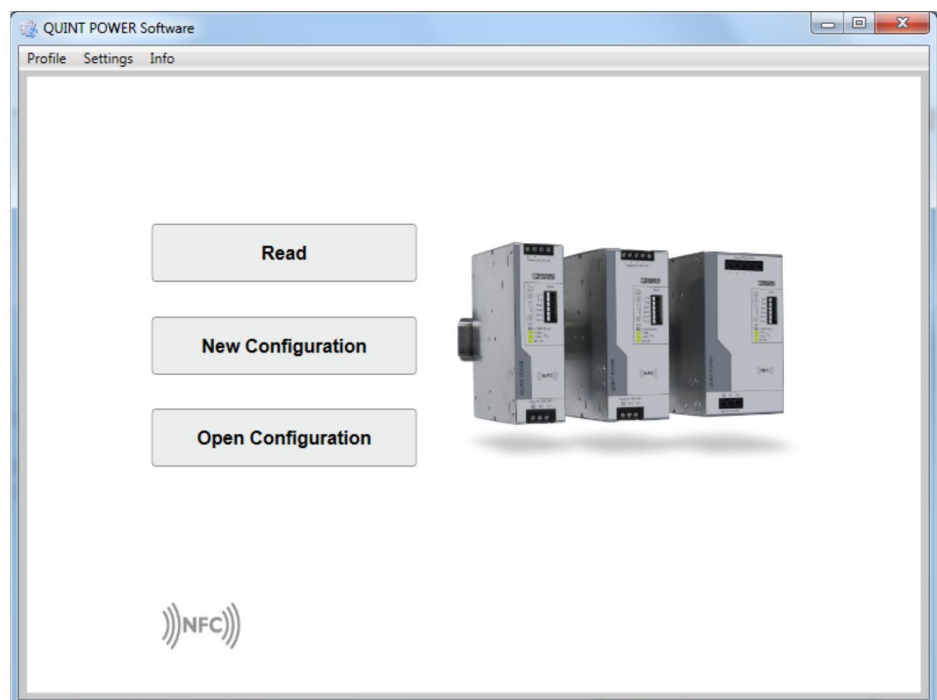 QUINT POWER Software
Profile Settings Info
Read
New Configuration
Open Configuration
NFC